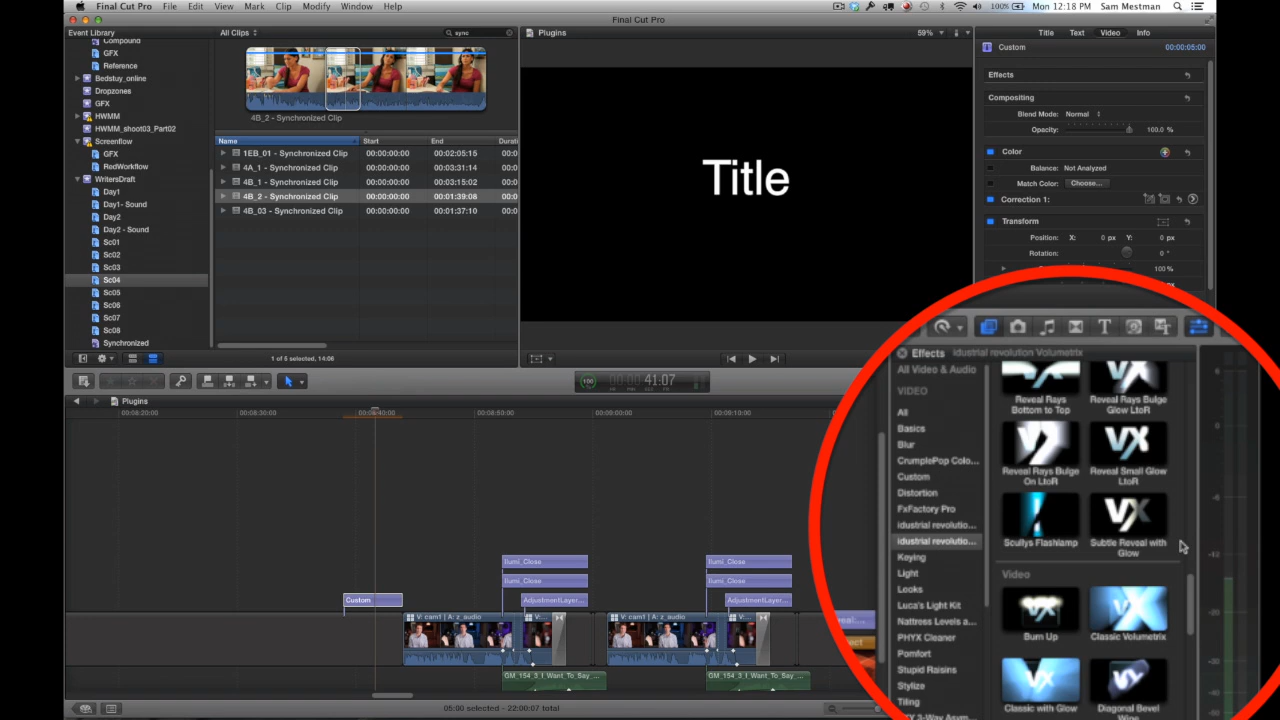 Final Cut Pro File Edit View Mark Clip Modify Window Help
100% Mon 12:18 PM Sam Mestman
Final Cut Pro
Event Library
Compound
GFX
Reference
Bedstuy_online
Dropzones
GFX
HWMM
HWMM_shoot03_Part02
Screenflow
GFX
RedWorkflow
WritersDraft
Day1
Day1- Sound
Day2
Day2 - Sound
Sc01
Sc02
Sc03
Sc04
Sc05
Sc06
Sc07
Sc08
Synchronized
All Clips sync
4B_2 - Synchronized Clip
Name Start End Durati
1EB_01 - Synchronized Clip 00:00:00:00 00:02:05:15 00:0
4A_1 - Synchronized Clip 00:00:00:00 00:03:31:14 00:0
4B_1 - Synchronized Clip 00:00:00:00 00:03:15:02 00:0
4B_2 - Synchronized Clip 00:00:00:00 00:01:39:08 00:0
4B_03 - Synchronized Clip 00:00:00:00 00:01:37:10 00:0
1 of 5 selected, 14:06
Plugins 59%
Title
Title Text Video Info
Custom 00:00:05:00
Effects
Compositing
Blend Mode: Normal
Opacity: 100.0 %
Color
Balance: Not Analyzed
Match Color: Choose...
Correction 1:
Transform
Position: X: 0 px Y: 0 px
Rotation: 0 °
100 %
100 00:00 41:07
Plugins
00:08:20:00 00:08:30:00 00:08:40:00 00:08:50:00 00:09:00:00 00:09:10:00
Ilumi_Close
Ilumi_Close
Custom
AdjustmentLayer...
V: cam1 | A: z_audio
V:...
GM_154_3_I_Want_To_Say_...
Ilumi_Close
Ilumi_Close
AdjustmentLayer...
V: cam1 | A: z_audio
V:...
GM_154_3_I_Want_To_Say_...
05:00 selected - 22:00:07 total
Effects idustrial revolution Volumetrix
All Video & Audio
VIDEO
All
Basics
Blur
CrumplePop Colo...
Custom
Distortion
FxFactory Pro
idustrial revolutio...
idustrial revolutio...
Keying
Light
Looks
Luca's Light Kit
Nattress Levels a...
PHYX Cleaner
Pomfort
Stupid Raisins
Stylize
Tiling
Reveal Rays
Bottom to Top
Reveal Rays Bulge
Glow LtoR
Reveal Rays Bulge
On LtoR
Reveal Small Glow
LtoR
Scullys Flashlamp
Subtle Reveal with
Glow
Video
Burn Up
Classic Volumetrix
Classic with Glow
Diagonal Bevel